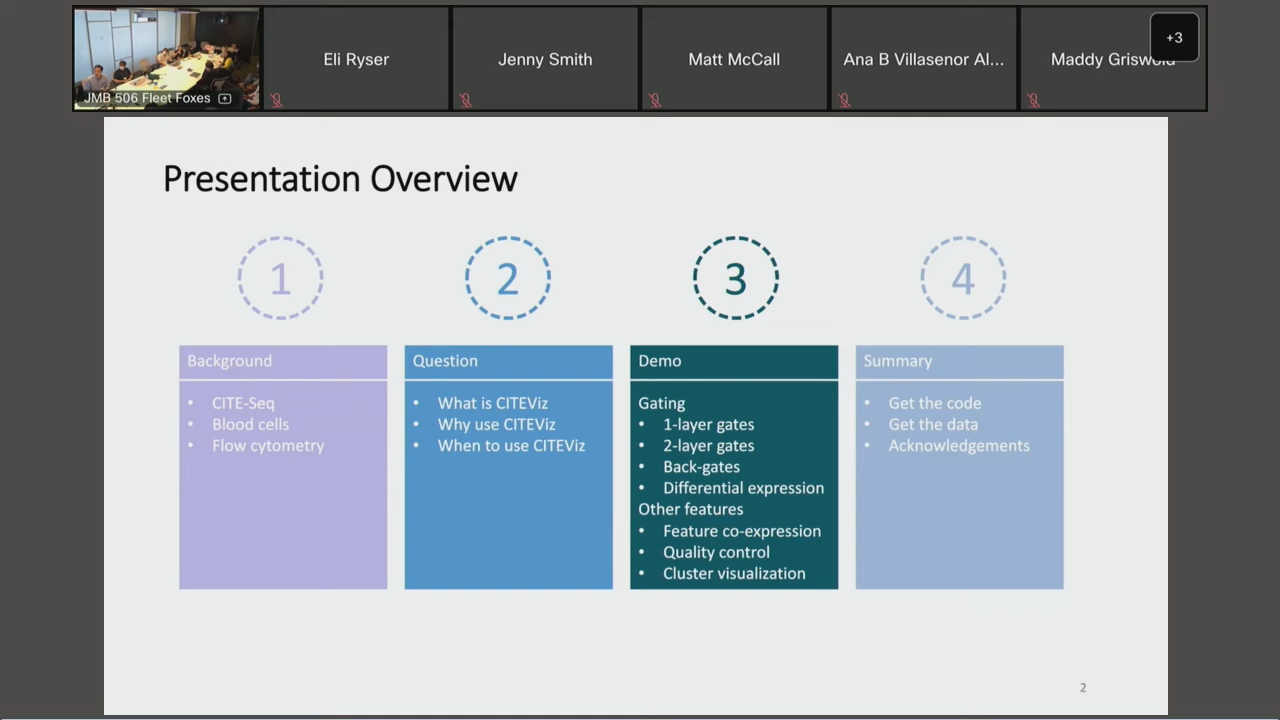 JMB 506 Fleet Foxes
Eli Ryser
Jenny Smith
Matt McCall
Ana B Villasenor Al...
Maddy Griswold
+3
Presentation Overview
1
2
3
4
Background
• CITE-Seq
• Blood cells
• Flow cytometry
Question
• What is CITEViz
• Why use CITEViz
• When to use CITEViz
Demo
Gating
• 1-layer gates
• 2-layer gates
• Back-gates
• Differential expression
Other features
• Feature co-expression
• Quality control
• Cluster visualization
Summary
• Get the code
• Get the data
• Acknowledgements
2